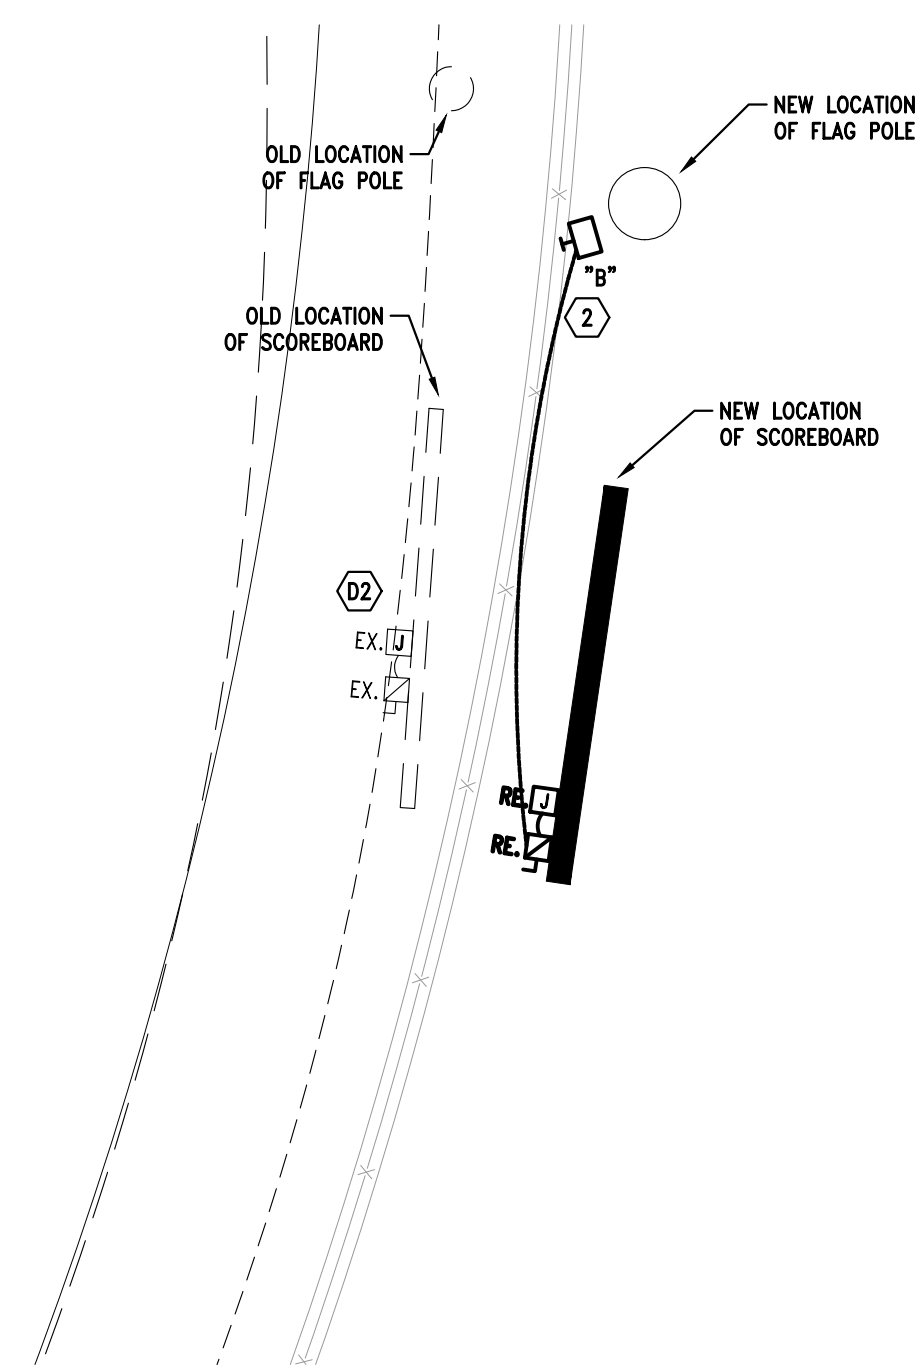 NEW LOCATION
OF FLAG POLE
OLD LOCATION
OF FLAG POLE
"B"
2
OLD LOCATION
OF SCOREBOARD
NEW LOCATION
OF SCOREBOARD
D2
EX. J
EX.
RE. J
RE.